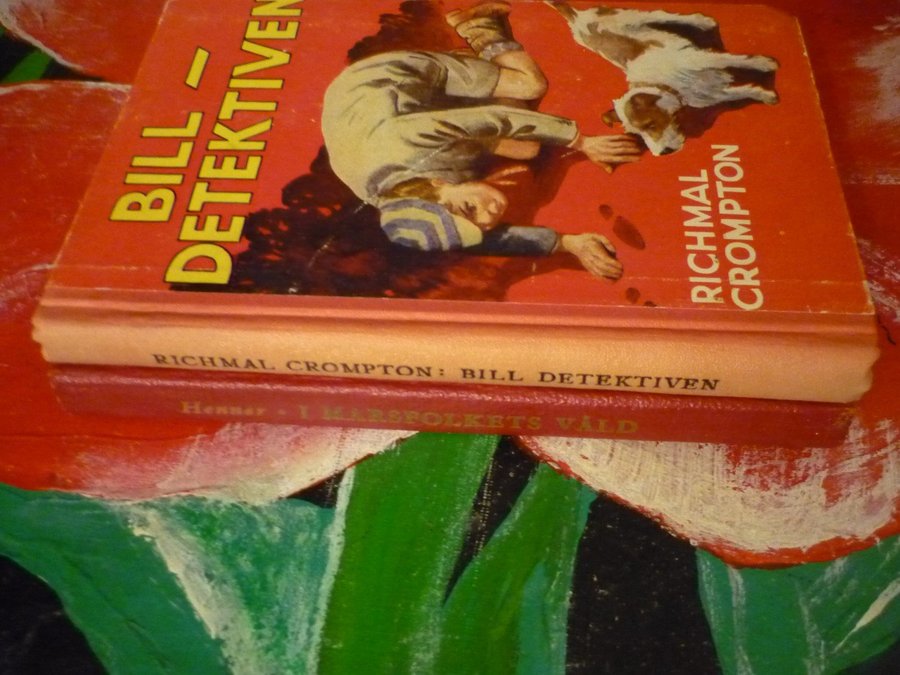 BILL –
DETEKTIVEN
RICHMAL
CROMPTON
RICHMAL CROMPTON: BILL DETEKTIVEN
Henner • I MARSFOLKETS VÅLD